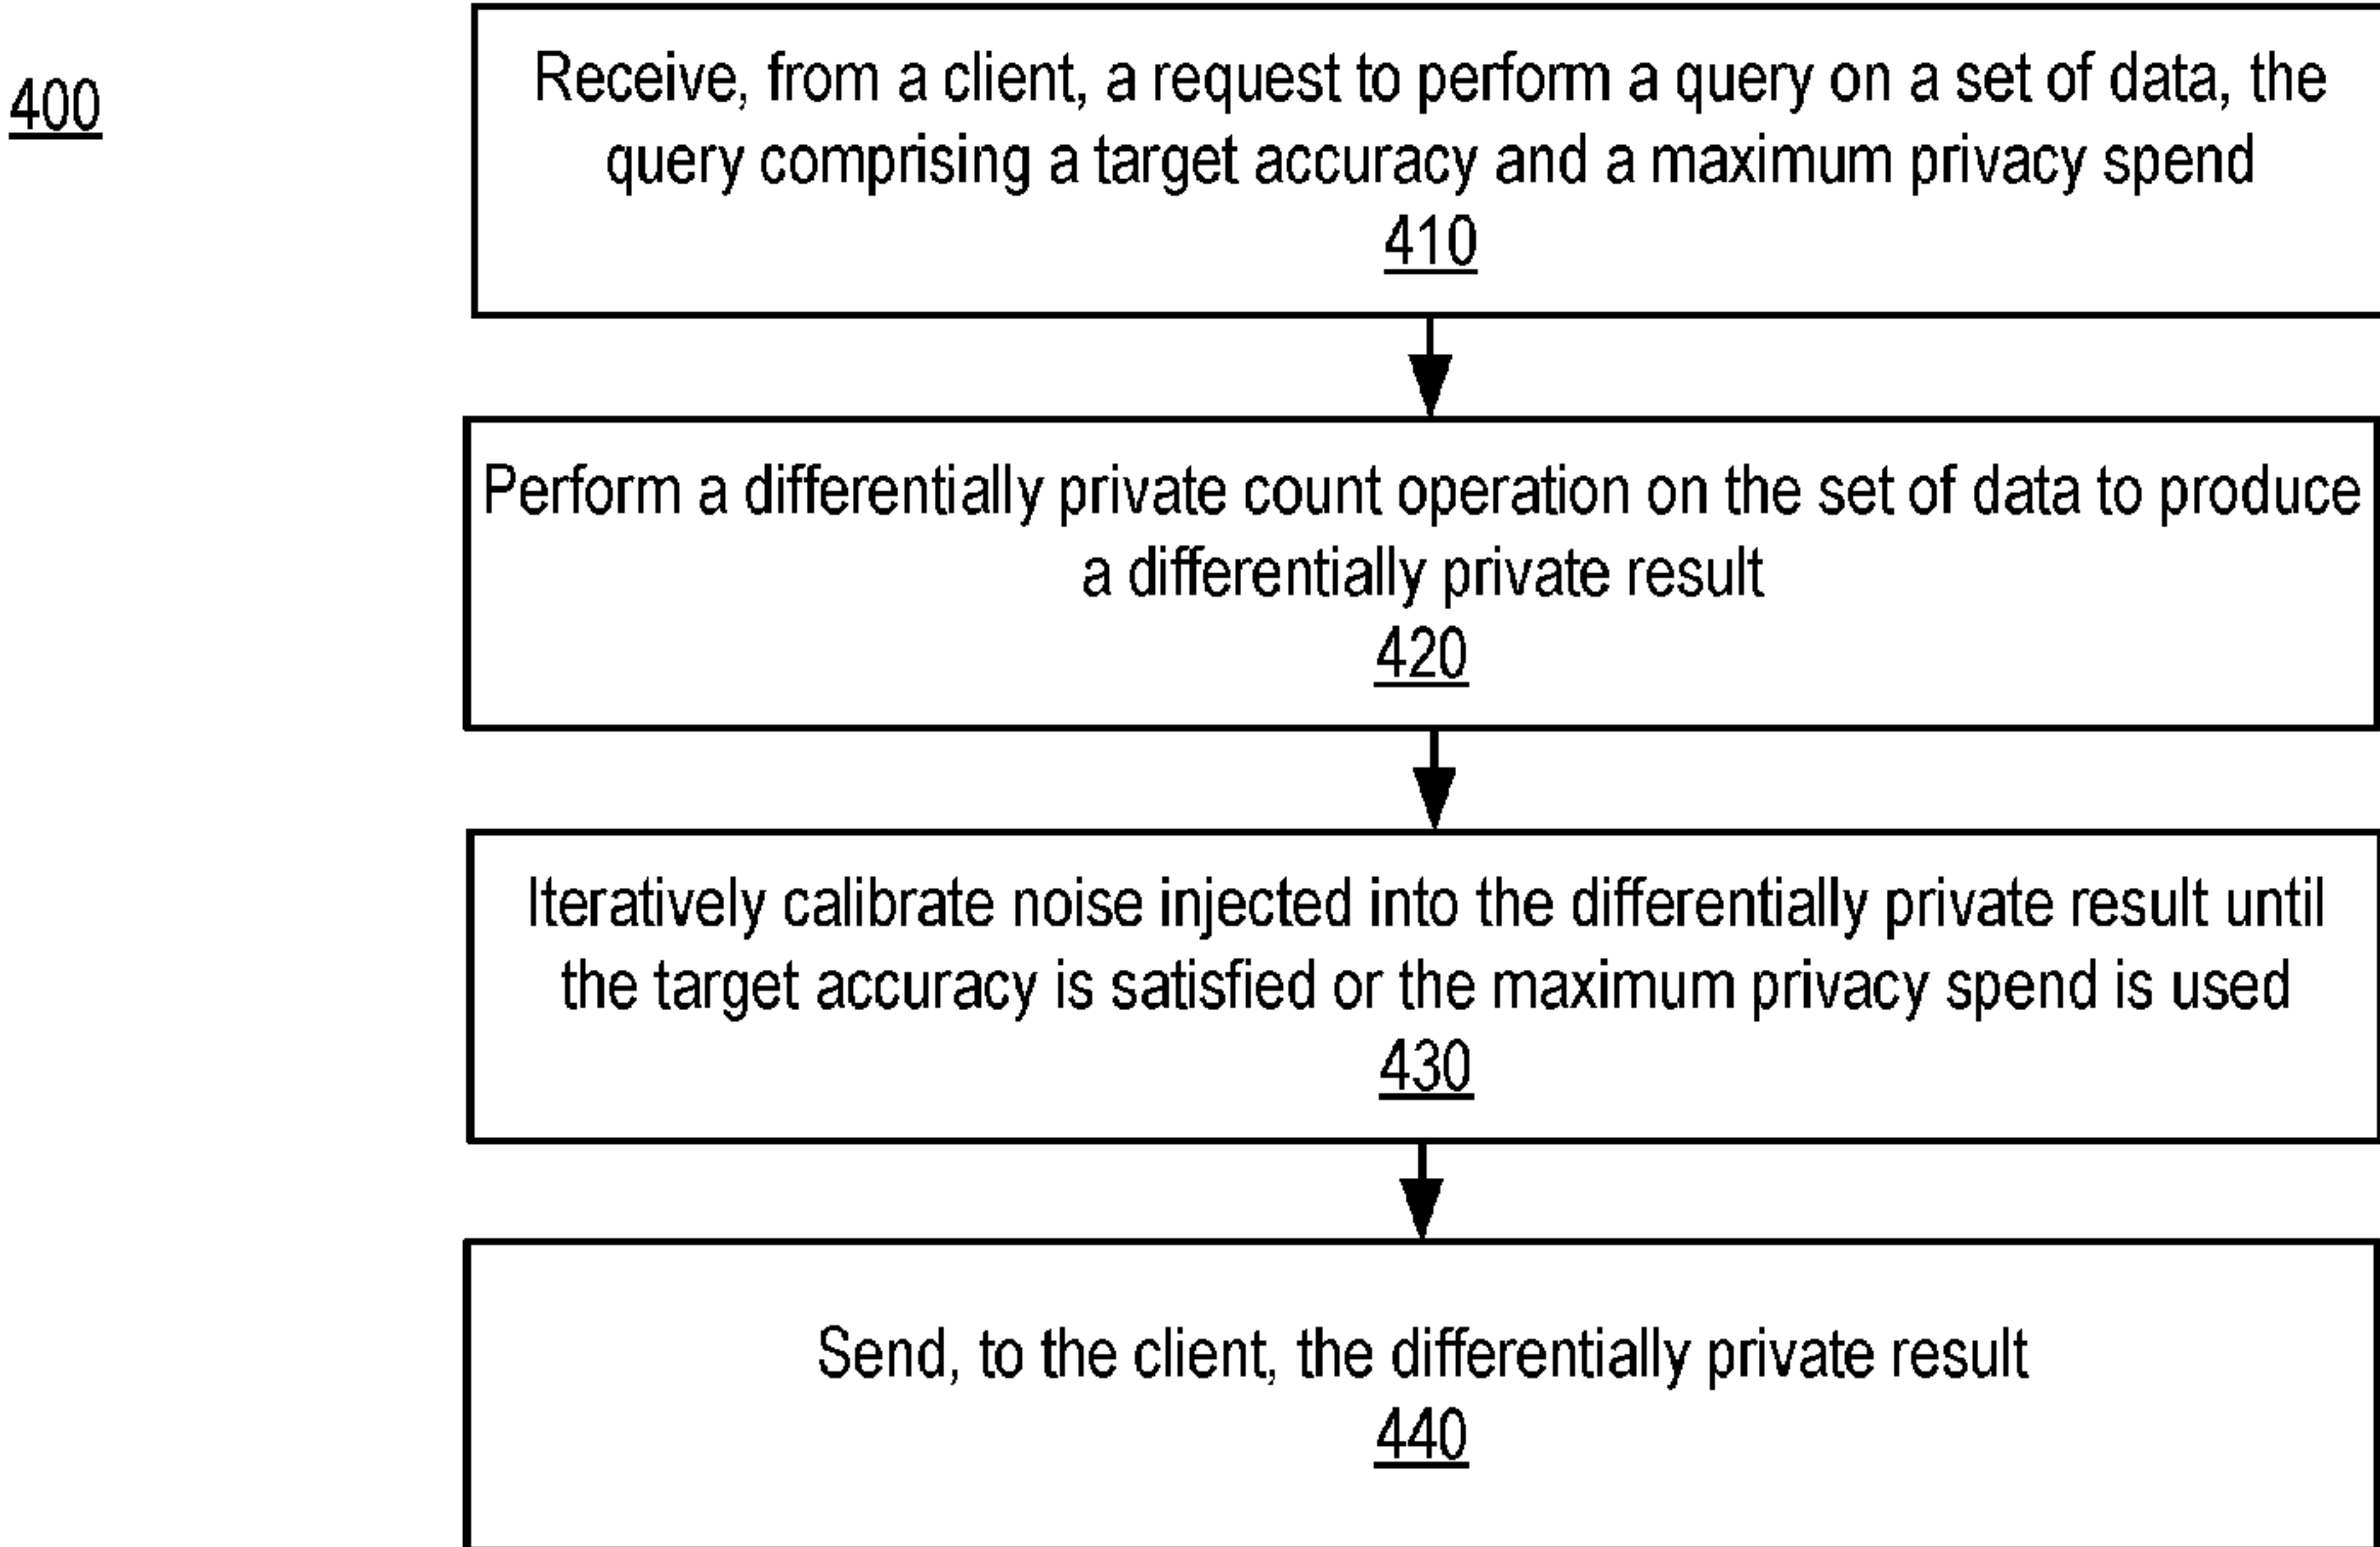 400
Receive, from a client, a request to perform a query on a set of data, the
query comprising a target accuracy and a maximum privacy spend
410
Perform a differentially private count operation on the set of data to produce
a differentially private result
420
Iteratively calibrate noise injected into the differentially private result until
the target accuracy is satisfied or the maximum privacy spend is used
430
Send, to the client, the differentially private result
440